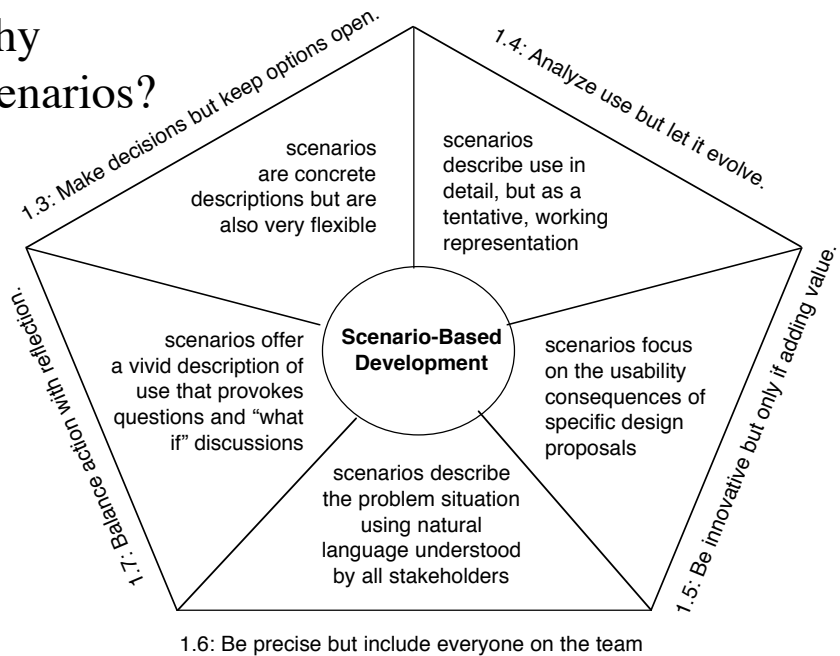 1.3: Make decisions but keep options open.
1.4: Analyze use but let it evolve.
scenarios
are concrete
descriptions but are
also very flexible
scenarios
describe use in
detail, but as a
tentative, working
representation
Scenario-Based
Development
scenarios offer
a vivid description of
use that provokes
questions and “what
if” discussions
scenarios focus
on the usability
consequences of
specific design
proposals
scenarios describe
the problem situation
using natural
language understood
by all stakeholders
1.7: Balance action with reflection.
1.5: Be innovative but only if adding value.
1.6: Be precise but include everyone on the team